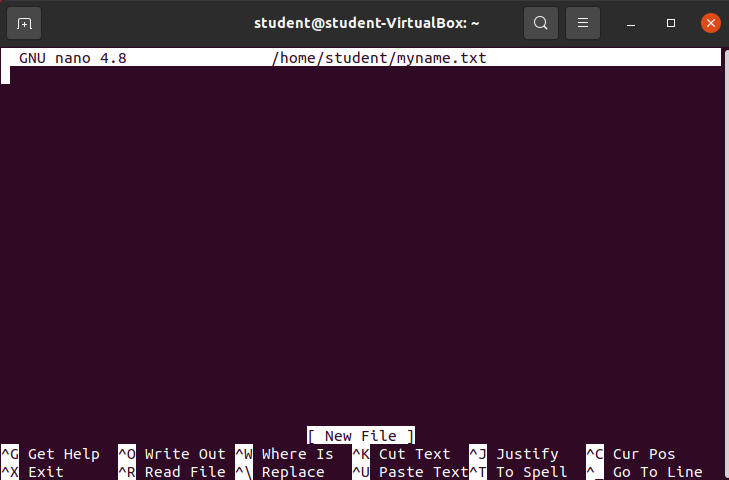 student@student-VirtualBox: ~
GNU nano 4.8 /home/student/myname.txt
[ New File ]
^G Get Help ^O Write Out ^W Where Is ^K Cut Text ^J Justify ^C Cur Pos
^X Exit ^R Read File ^\ Replace ^U Paste Text ^T To Spell ^_ Go To Line